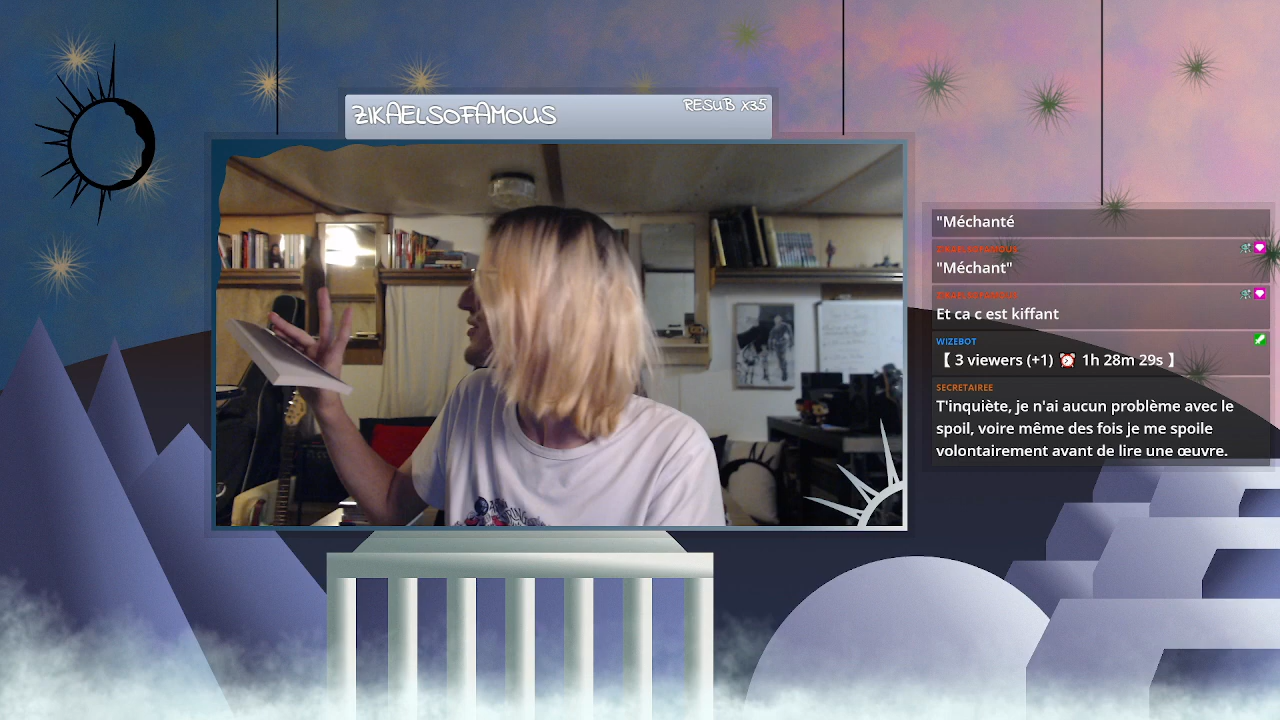 ZIKAELSOFAMOUS
RESUB X35
"Méchanté
ZIKAELSOFAMOUS
"Méchant"
ZIKAELSOFAMOUS
Et ca c est kiffant
WIZEBOT
【 3 viewers (+1) ⏰ 1h 28m 29s 】
SECRETAIREE
T'inquiète, je n'ai aucun problème avec le
spoil, voire même des fois je me spoile
volontairement avant de lire une œuvre.